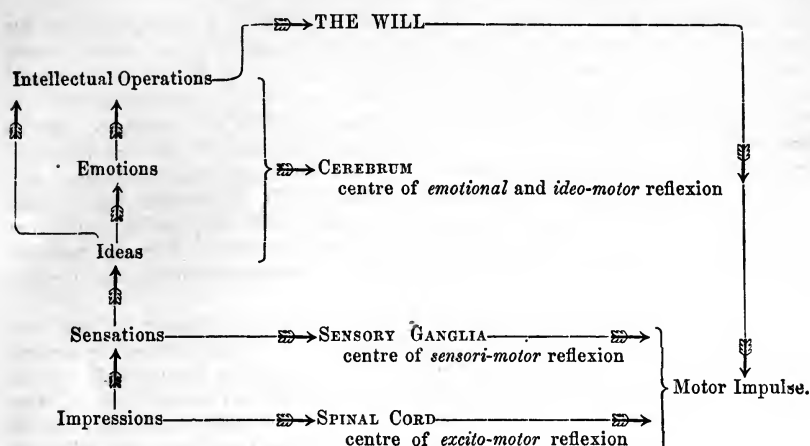 THE WILL
Intellectual Operations
Emotions
CEREBRUM
centre of emotional and ideo-motor reflexion
Ideas
Sensations
SENSORY GANGLIA
centre of sensori-motor reflexion
Motor Impulse.
Impressions
SPINAL CORD
centre of excito-motor reflexion